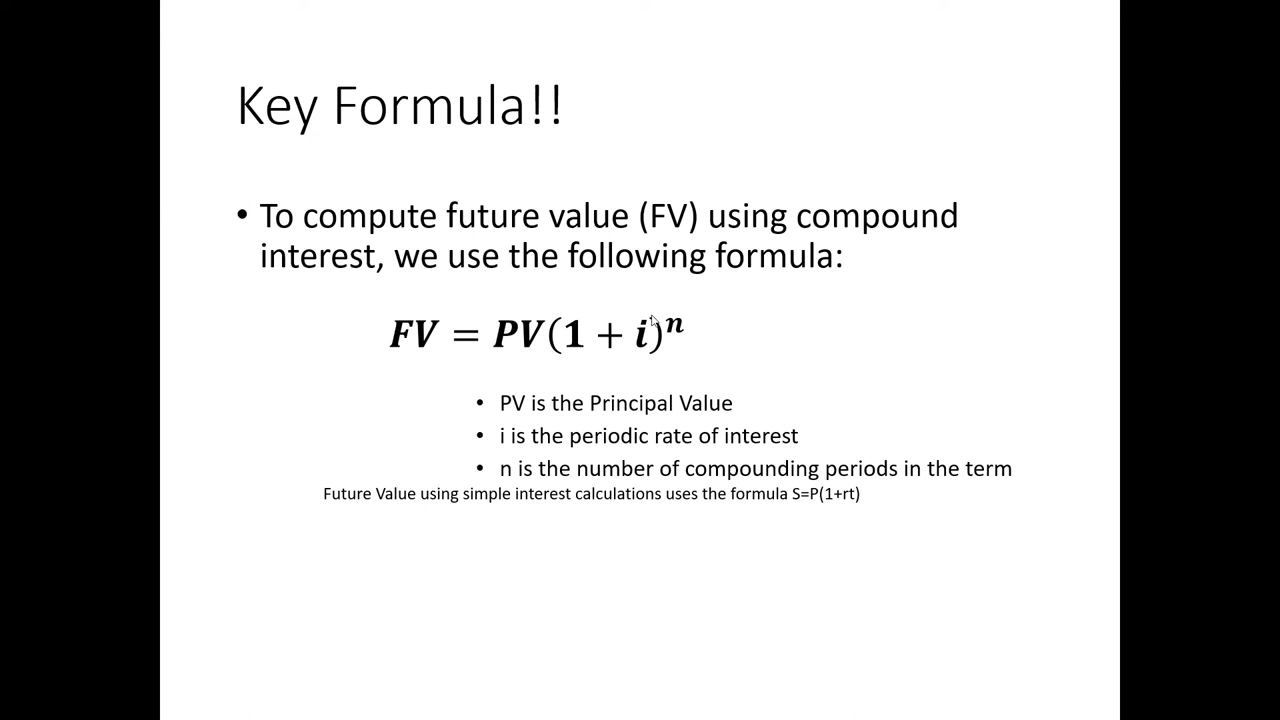 Key Formula!!
• To compute future value (FV) using compound
interest, we use the following formula:
FV = PV(1 + i)ⁿ
• PV is the Principal Value
• i is the periodic rate of interest
• n is the number of compounding periods in the term
Future Value using simple interest calculations uses the formula S=P(1+rt)